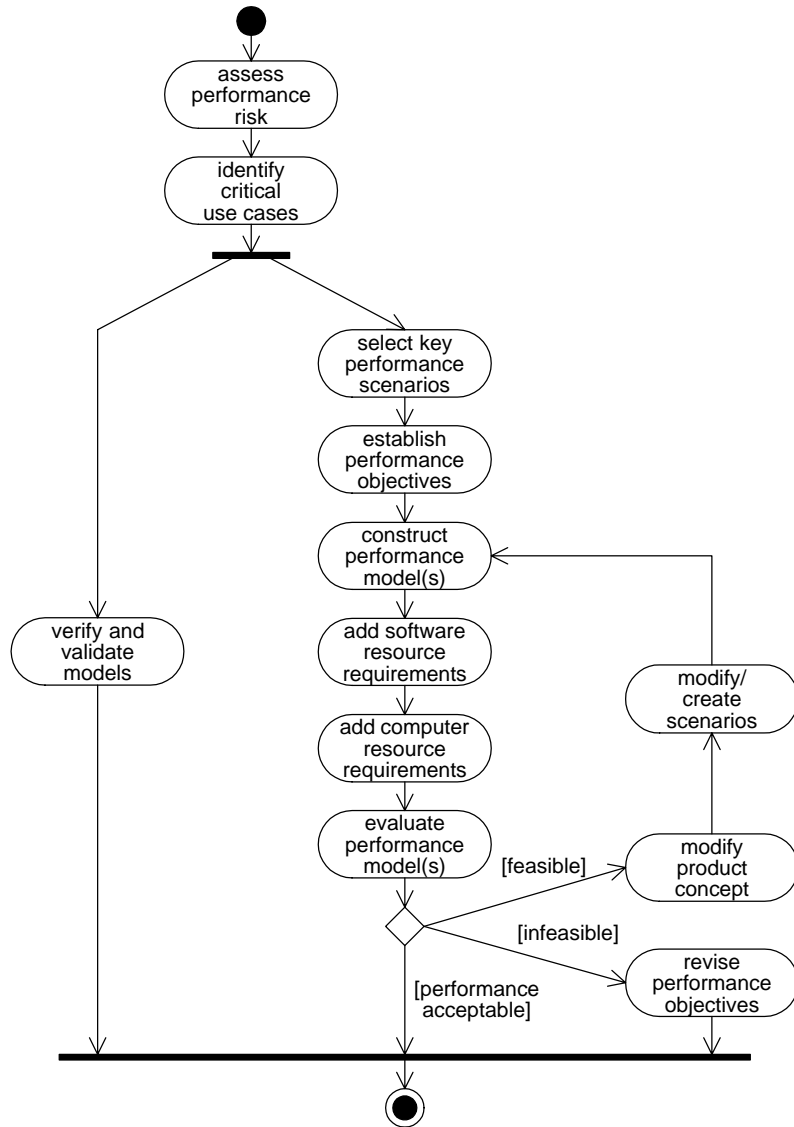 assess
performance
risk
identify
critical
use cases
select key
performance
scenarios
establish
performance
objectives
construct
performance
model(s)
verify and
validate
models
add software
resource
requirements
modify/
create
scenarios
add computer
resource
requirements
evaluate
performance
model(s)
[feasible]
modify
product
concept
[infeasible]
revise
performance
objectives
[performance
acceptable]